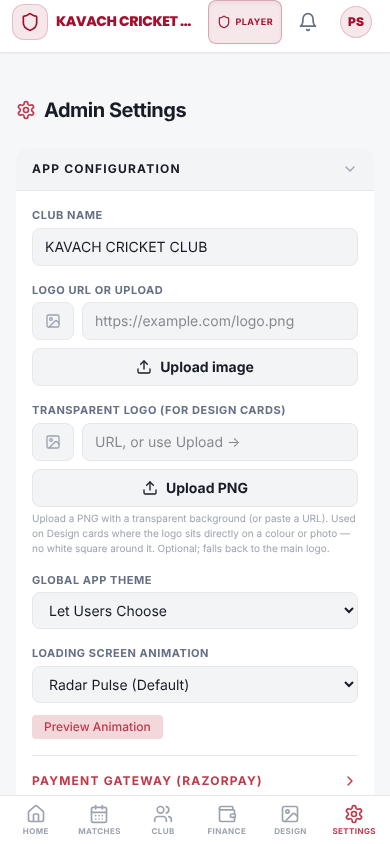 KAVACH CRICKET ...
PLAYER
PS
Admin Settings
APP CONFIGURATION
CLUB NAME
KAVACH CRICKET CLUB
LOGO URL OR UPLOAD
https://example.com/logo.png
Upload image
TRANSPARENT LOGO (FOR DESIGN CARDS)
URL, or use Upload →
Upload PNG
Upload a PNG with a transparent background (or paste a URL). Used
on Design cards where the logo sits directly on a colour or photo —
no white square around it. Optional; falls back to the main logo.
GLOBAL APP THEME
Let Users Choose
LOADING SCREEN ANIMATION
Radar Pulse (Default)
Preview Animation
PAYMENT GATEWAY (RAZORPAY)
HOME
MATCHES
CLUB
FINANCE
DESIGN
SETTINGS